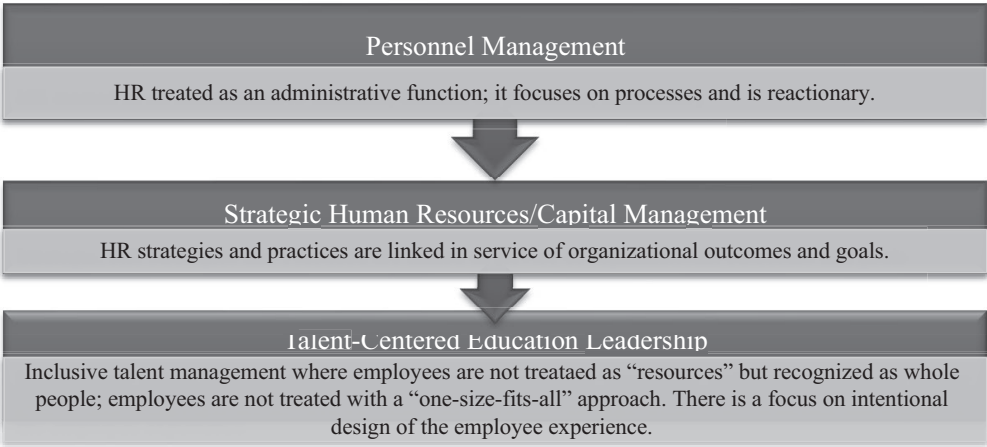 Personnel Management
HR treated as an administrative function; it focuses on processes and is reactionary.
Strategic Human Resources/Capital Management
HR strategies and practices are linked in service of organizational outcomes and goals.
Talent-Centered Education Leadership
Inclusive talent management where employees are not treataed as “resources” but recognized as whole
people; employees are not treated with a “one-size-fits-all” approach. There is a focus on intentional
design of the employee experience.